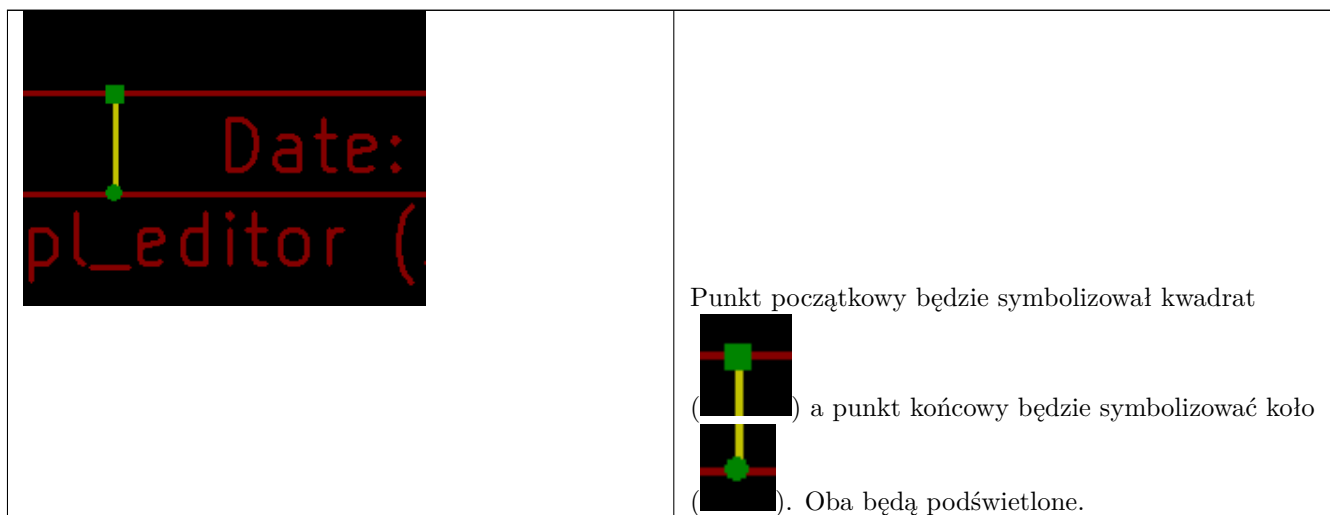 Date:
pl_editor (
Punkt początkowy będzie symbolizował kwadrat
( ) a punkt końcowy będzie symbolizować koło
( ). Oba będą podświetlone.